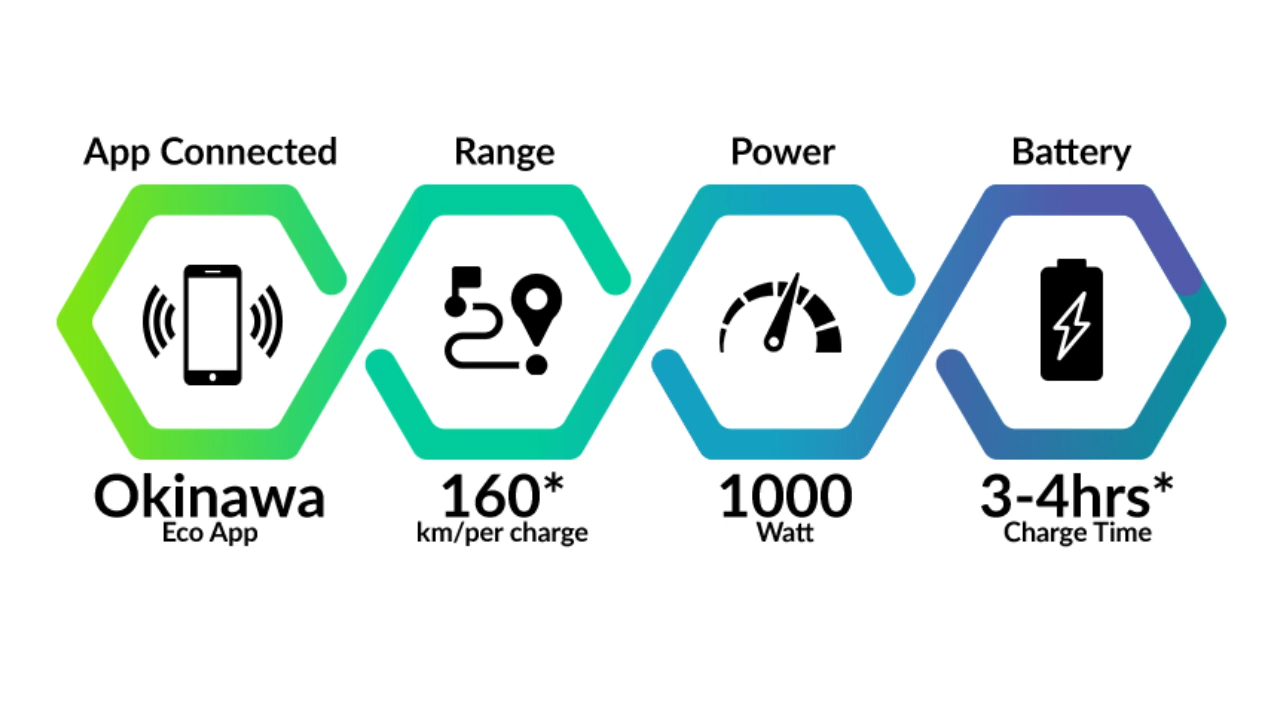 App Connected
Range
Power
Battery
Okinawa
Eco App
160*
km/per charge
1000
Watt
3-4hrs*
Charge Time